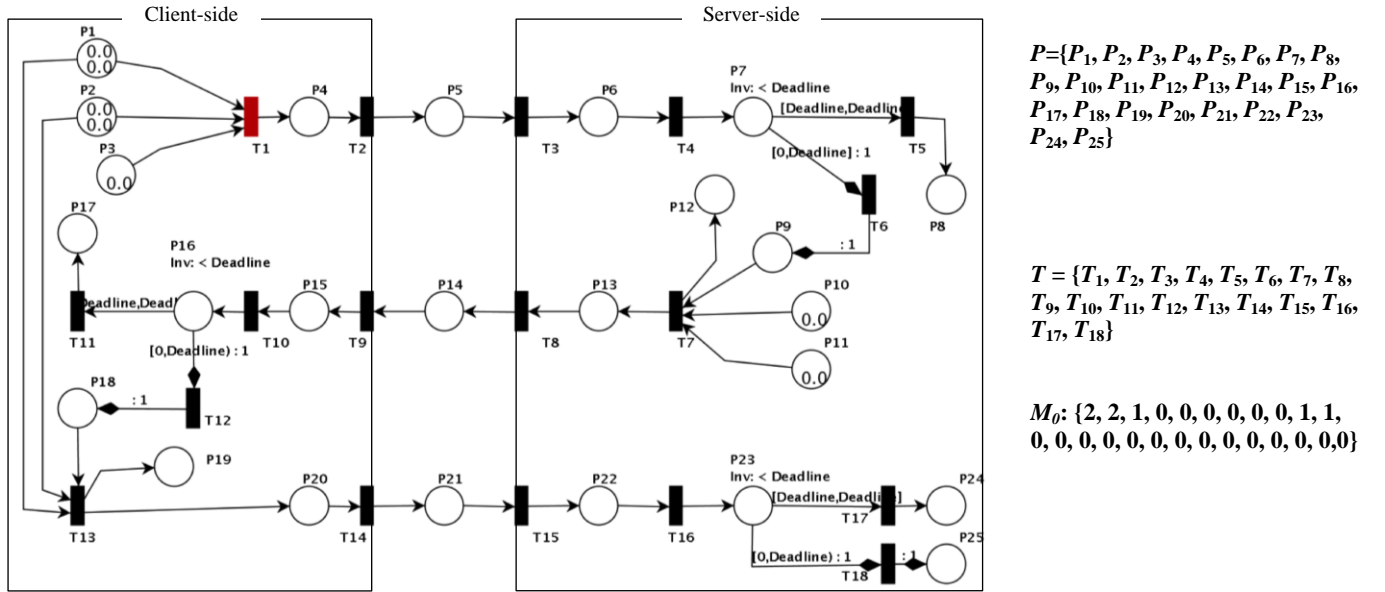 Client-side
Server-side
P1
0.0
0.0
P2
0.0
0.0
P3
0.0
T1
P4
T2
P5
T3
P6
T4
P7
Inv: < Deadline
[Deadline,Deadlin
T5
[0,Deadline] : 1
T6
P8
P12
P9
: 1
P10
0.0
P11
0.0
T7
P13
T8
P14
T9
P15
T10
P16
Inv: < Deadline
Deadline,Deadl
P17
T11
[0,Deadline) : 1
T12
: 1
P18
P19
T13
P20
T14
P21
T15
P22
T16
P23
Inv: < Deadline
[Deadline,Deadline]
T17
P24
[0,Deadline) : 1
T18
: 1
P25
P={P1, P2, P3, P4, P5, P6, P7, P8,
P9, P10, P11, P12, P13, P14, P15, P16,
P17, P18, P19, P20, P21, P22, P23,
P24, P25}
T = {T1, T2, T3, T4, T5, T6, T7, T8,
T9, T10, T11, T12, T13, T14, T15, T16,
T17, T18}
M0: {2, 2, 1, 0, 0, 0, 0, 0, 0, 1, 1,
0, 0, 0, 0, 0, 0, 0, 0, 0, 0, 0, 0, 0,0}